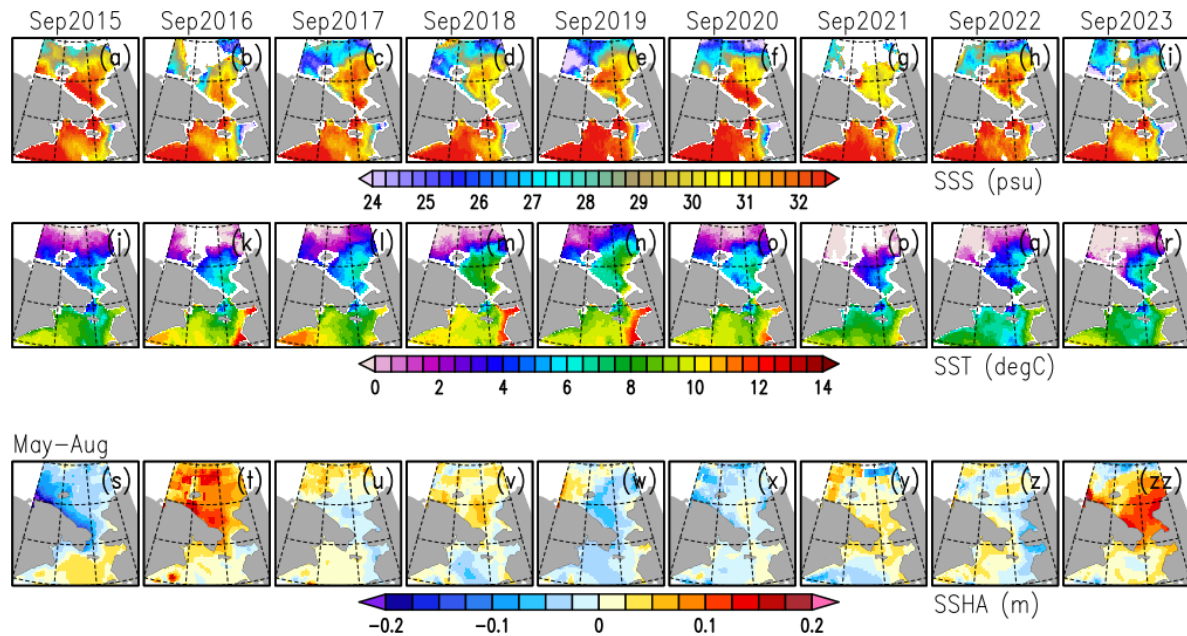 Sep2015 Sep2016 Sep2017 Sep2018 Sep2019 Sep2020 Sep2021 Sep2022 Sep2023
(a) (b) (c) (d) (e) (f) (g) (h) (i)
24 25 26 27 28 29 30 31 32
SSS (psu)
(j) (k) (l) (m) (n) (o) (p) (q) (r)
0 2 4 6 8 10 12 14
SST (degC)
May-Aug
(s) (t) (u) (v) (w) (x) (y) (z) (zz)
-0.2 -0.1 0 0.1 0.2
SSHA (m)